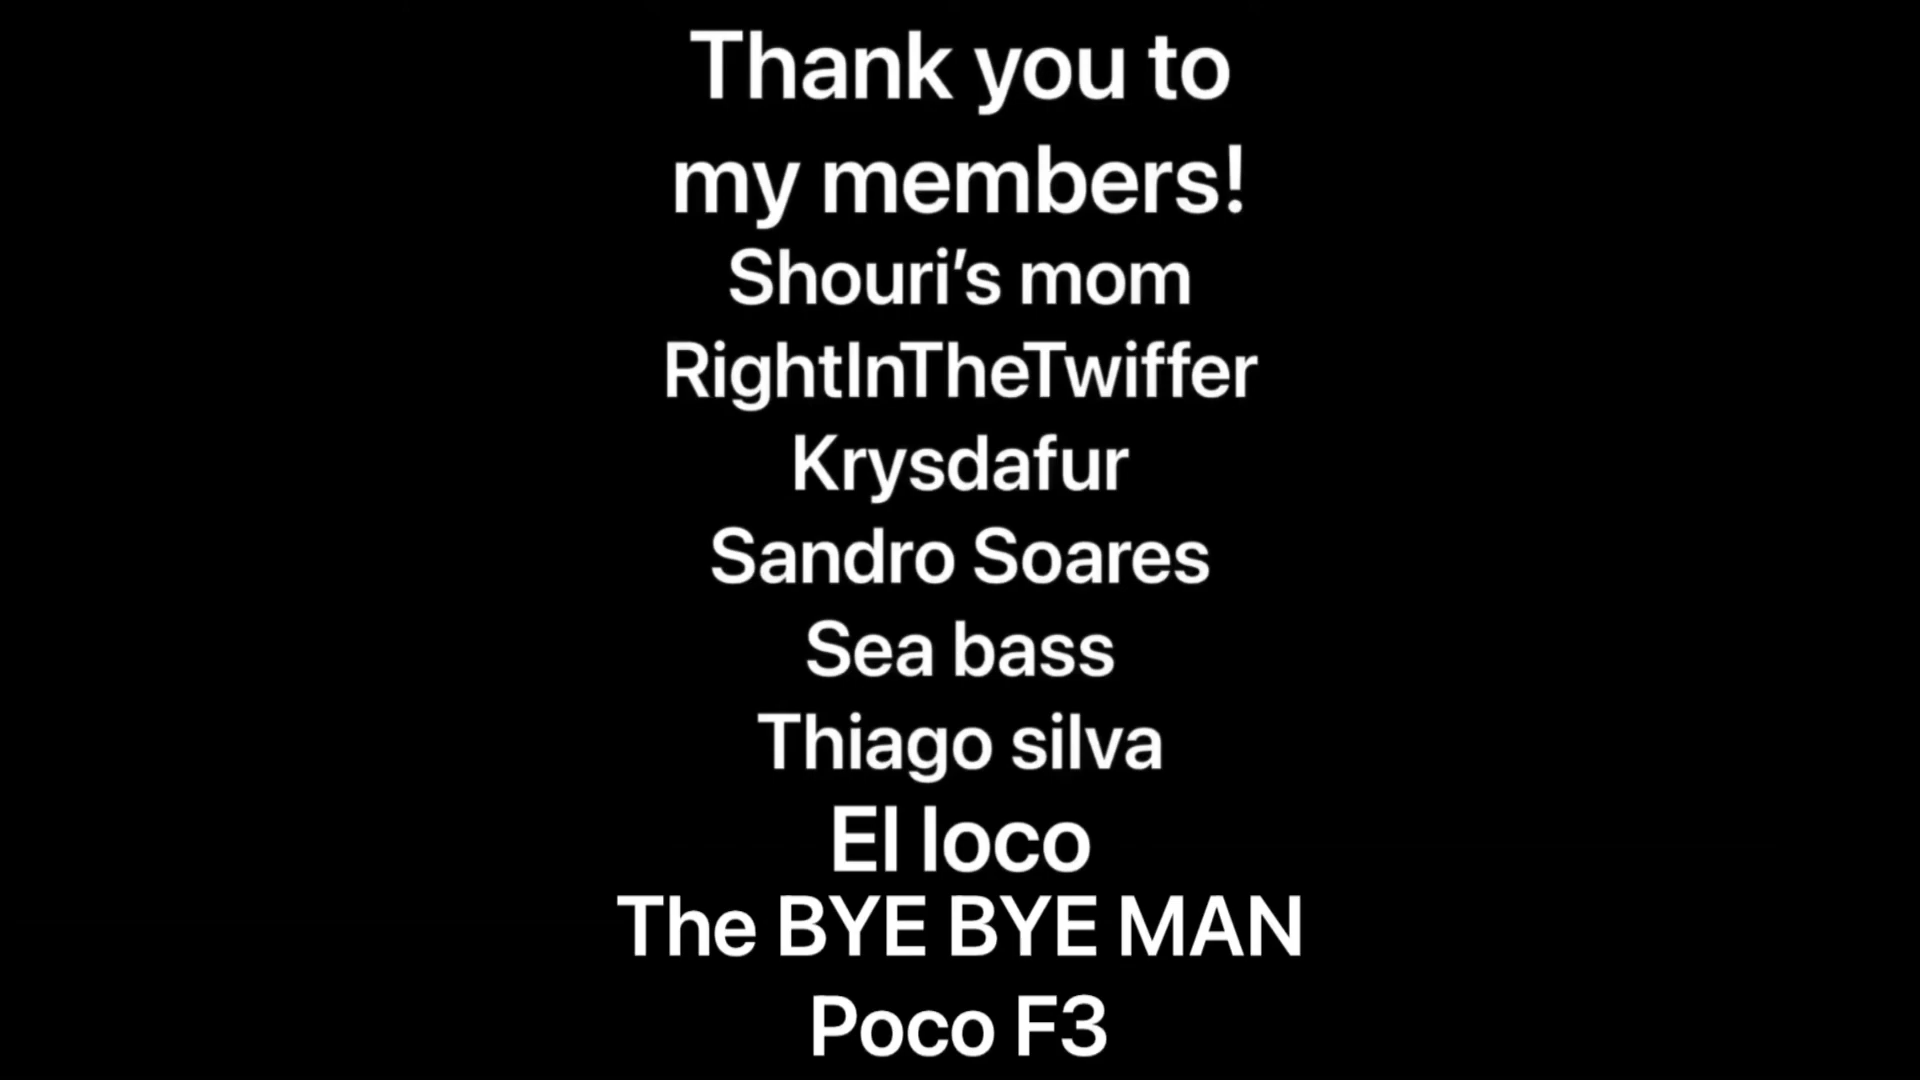 Thank you to
my members!
Shouri’s mom
RightInTheTwiffer
Krysdafur
Sandro Soares
Sea bass
Thiago silva
El loco
The BYE BYE MAN
Poco F3